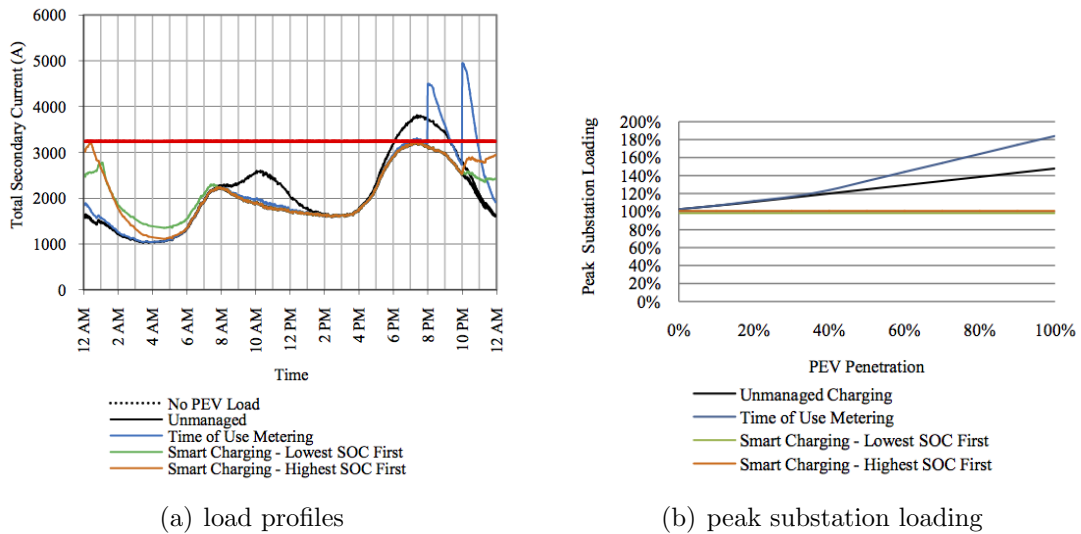 Total Secondary Current (A)
6000
5000
4000
3000
2000
1000
0
12 AM
2 AM
4 AM
6 AM
8 AM
10 AM
12 PM
2 PM
4 PM
6 PM
8 PM
10 PM
12 AM
Time
No PEV Load
Unmanaged
Time of Use Metering
Smart Charging - Lowest SOC First
Smart Charging - Highest SOC First
(a) load profiles
Peak Substation Loading
200%
180%
160%
140%
120%
100%
80%
60%
40%
20%
0%
0%
20%
40%
60%
80%
100%
PEV Penetration
Unmanaged Charging
Time of Use Metering
Smart Charging - Lowest SOC First
Smart Charging - Highest SOC First
(b) peak substation loading